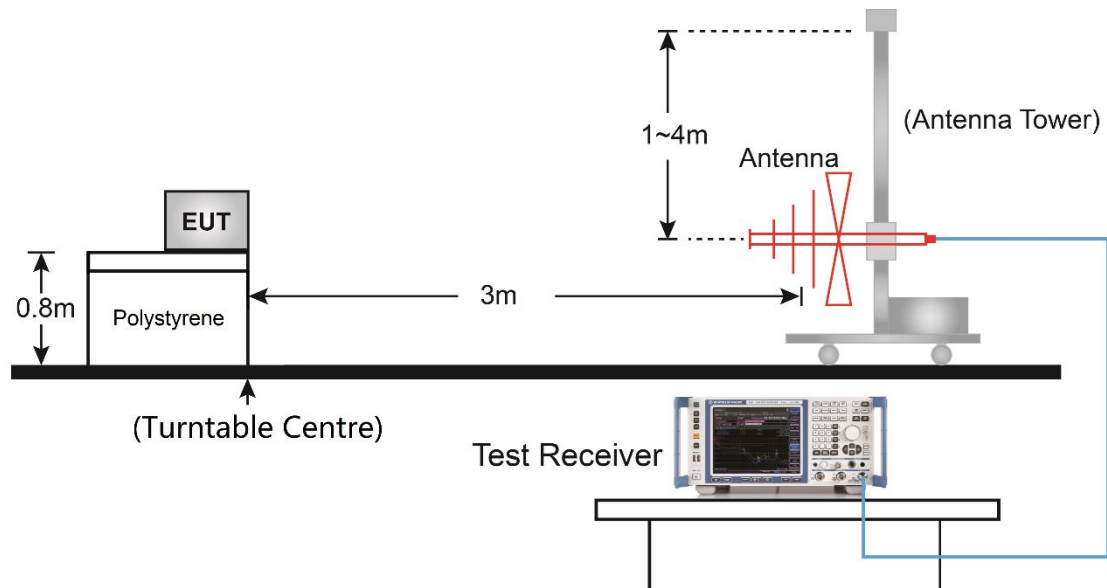 1~4m
(Antenna Tower)
Antenna
EUT
0.8m
Polystyrene
3m
(Turntable Centre)
Test Receiver